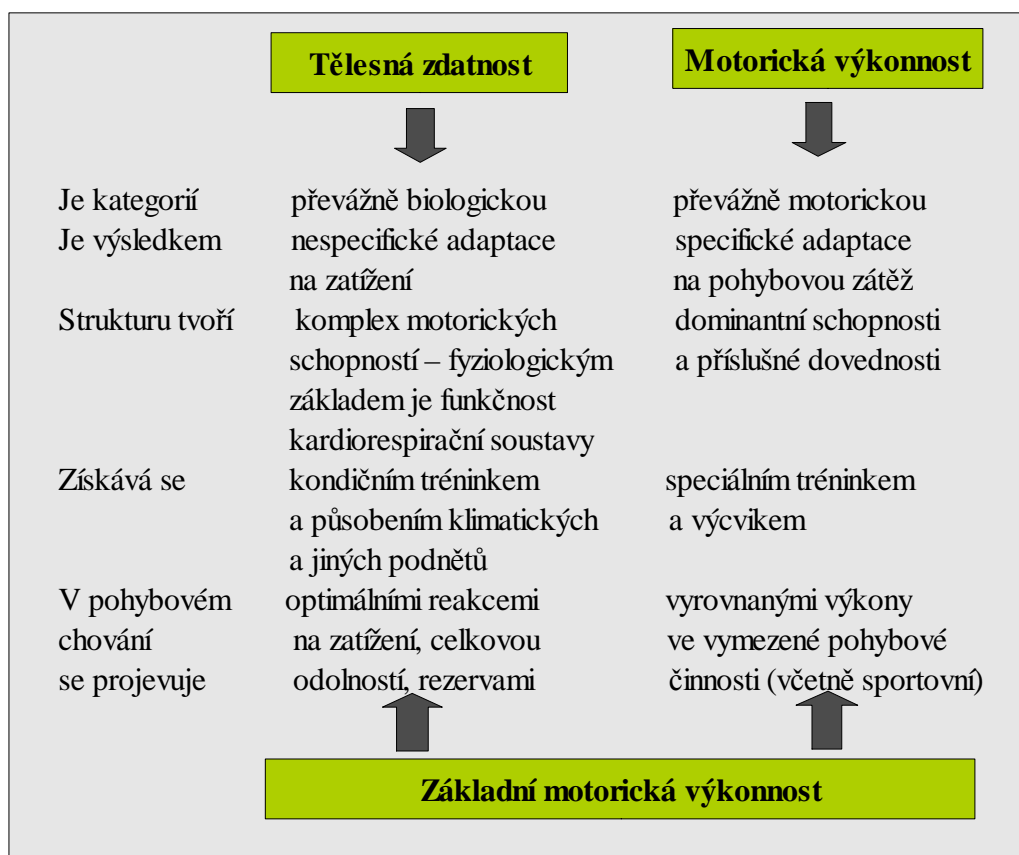 Tělesná zdatnost Motorická výkonnost
Je kategorií převážně biologickou převážně motorickou
Je výsledkem nespecifické adaptace specifické adaptace
na zatížení na pohybovou zátěž
Strukturu tvoří komplex motorických dominantní schopnosti
schopností – fyziologickým a příslušné dovednosti
základem je funkčnost
kardiorespirační soustavy
Získává se kondičním tréninkem speciálním tréninkem
a působením klimatických a výcvikem
a jiných podnětů
V pohybovém optimálními reakcemi vyrovnanými výkony
chování na zatížení, celkovou ve vymezené pohybové
se projevuje odolností, rezervami činnosti (včetně sportovní)
Základní motorická výkonnost